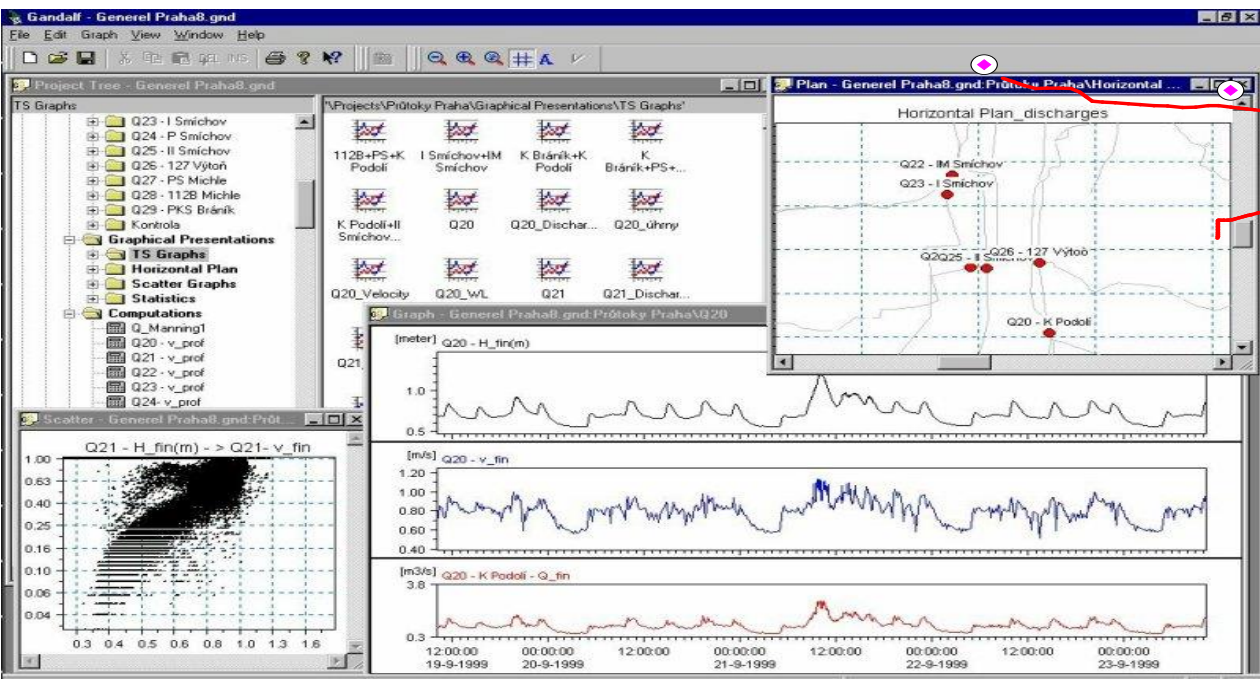 Gandalf - Generel Praha8.gnd
File Edit Graph View Window Help
DEL INS
Project Tree - Generel Praha8.gnd
TS Graphs
Q23 - I Smíchov
Q24 - P Smíchov
Q25 - II Smíchov
Q26 - 127 Výtoň
Q27 - PS Michle
Q28 - 112B Michle
Q29 - PKS Bráník
Kontrola
Graphical Presentations
TS Graphs
Horizontal Plan
Scatter Graphs
Statistics
Computations
Q_Manning1
Q20 - v_prof
Q21 - v_prof
Q22 - v_prof
Q23 - v_prof
Q24- v_prof
'\Projects\Průtoky Praha\Graphical Presentations\TS Graphs'
112B+PS+K Podolí
I Smíchov+IM Smíchov
K Bráník+K Podolí
K Bráník+PS+...
K Podolí+II Smíchov...
Q20
Q20_Dischar...
Q20_úhrny
Q20_Velocity
Q20_WL
Q21
Q21_Dischar...
Q21
Plan - Generel Praha8.gnd:Průtoky Praha\Horizontal ...
Horizontal Plan_discharges
Q22 - IM Smíchov
Q23 - I Smíchov
Q25 - II Smíchov
Q26 - 127 Výtoň
Q20 - K Podolí
Graph - Generel Praha8.gnd:Průtoky Praha\Q20
[meter] Q20 - H_fin(m)
1.0
0.5
[m/s] Q20 - v_fin
1.20
1.00
0.80
0.60
0.40
[m3/s] Q20 - K Podolí - Q_fin
3.8
0.3
12:00:00 00:00:00 12:00:00 00:00:00 12:00:00 00:00:00 12:00:00 00:00:00
19-9-1999 20-9-1999 21-9-1999 22-9-1999 23-9-1999
Scatter - Generel Praha8.gnd:Průt...
Q21 - H_fin(m) - > Q21- v_fin
1.00
0.63
0.40
0.25
0.16
0.10
0.06
0.04
0.3 0.4 0.5 0.6 0.8 1.0 1.3 1.6